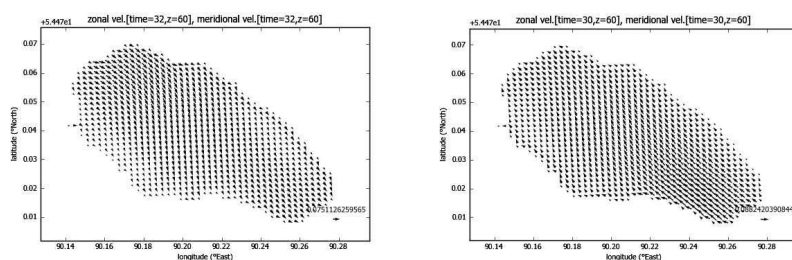 zonal vel.[time=32,z=60], meridional vel.[time=32,z=60]
+5.447e1
0.07
0.06
0.05
0.04
0.03
0.02
0.01
latitude (°North)
0.0751126259565
90.14 90.16 90.18 90.20 90.22 90.24 90.26 90.28
longitude (°East)
zonal vel.[time=30,z=60], meridional vel.[time=30,z=60]
+5.447e1
0.07
0.06
0.05
0.04
0.03
0.02
0.01
latitude (°North)
0.0882420390844
90.14 90.16 90.18 90.20 90.22 90.24 90.26 90.28
longitude (°East)